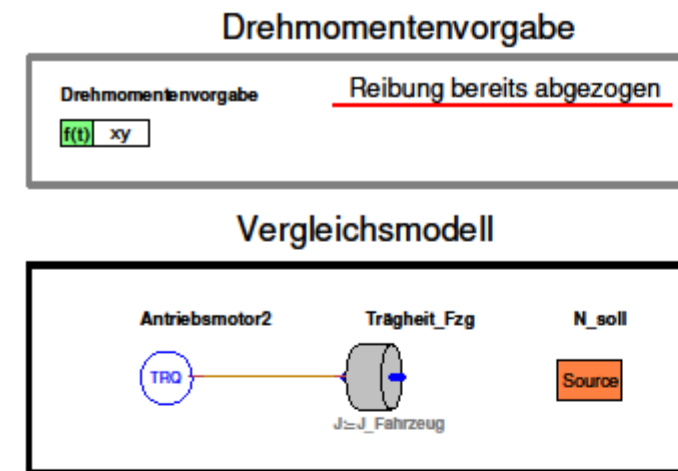 Drehmomentenvorgabe
Drehmomentenvorgabe
Reibung bereits abgezogen
f(t) xy
Vergleichsmodell
Antriebsmotor2 Trägheit_Fzg N_soll
TRQ
Source
J=J_Fahrzeug